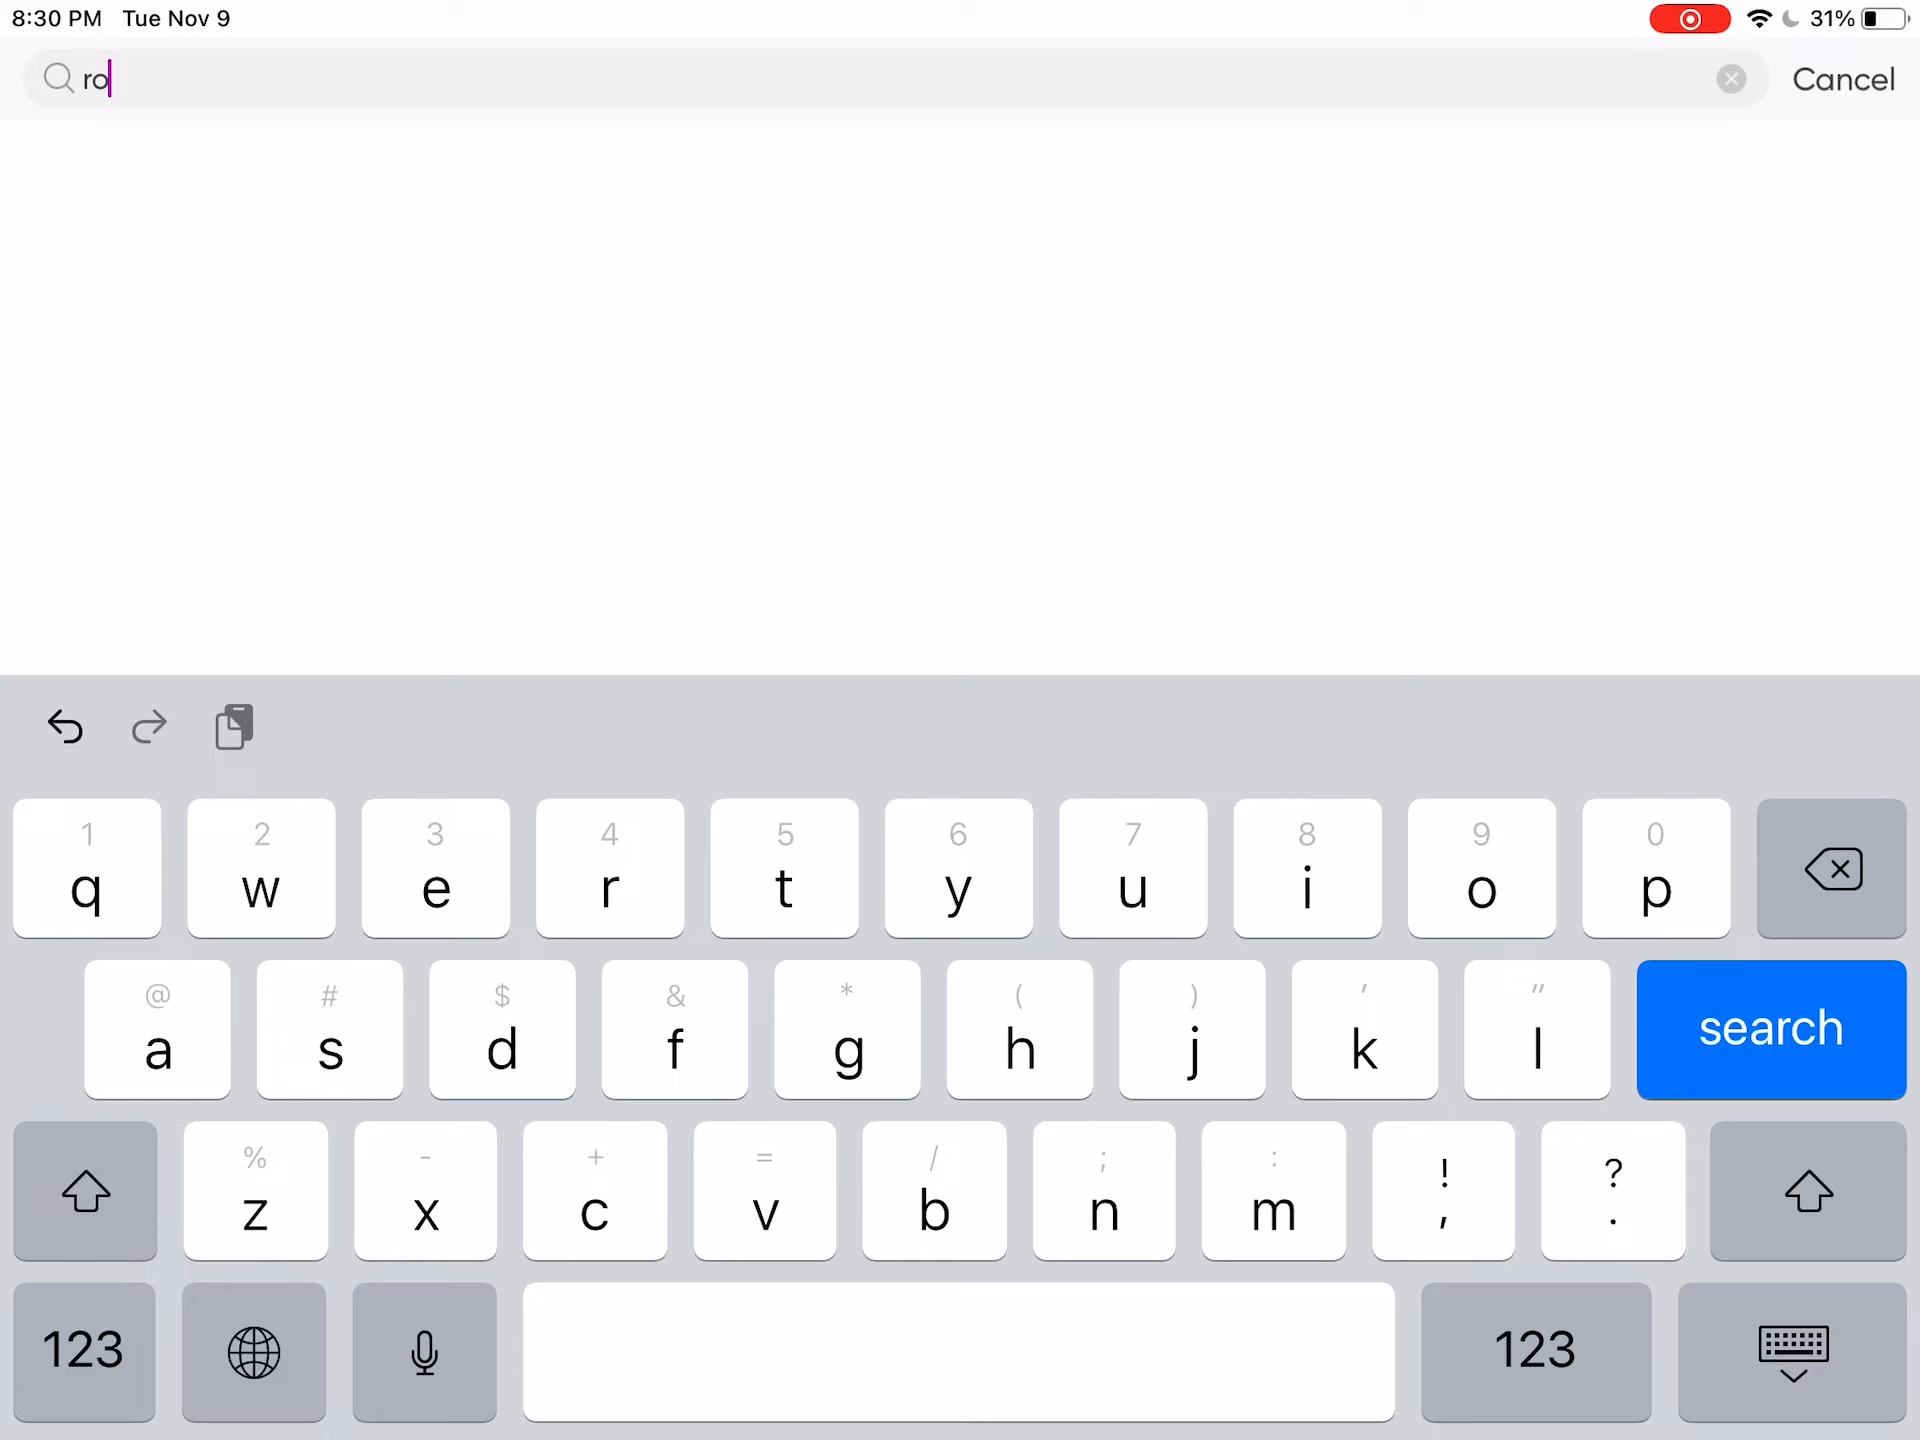 8:30 PM Tue Nov 9 31%
ro Cancel
1 2 3 4 5 6 7 8 9 0
q w e r t y u i o p
@ # $ & * ( ) ' "
a s d f g h j k l search
% - + = / ; : ! ?
z x c v b n m , .
123 123